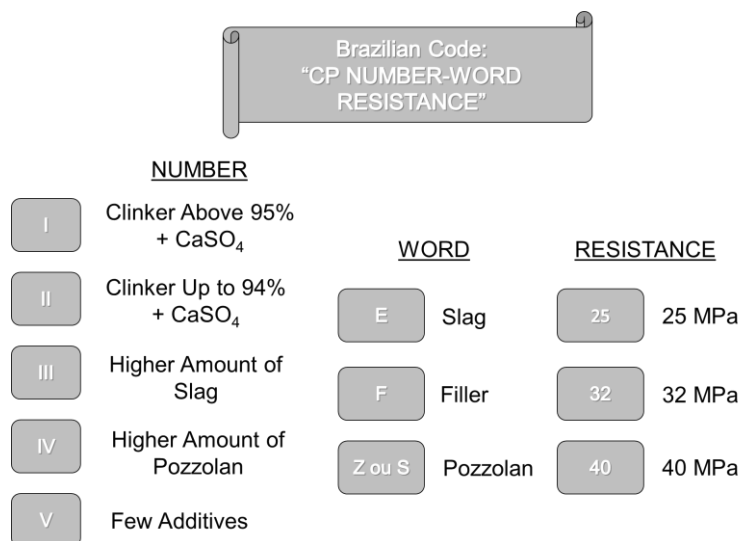 Brazilian Code:
“CP NUMBER-WORD
RESISTANCE”
NUMBER
I
Clinker Above 95%
+ CaSO₄
II
Clinker Up to 94%
+ CaSO₄
III
Higher Amount of
Slag
IV
Higher Amount of
Pozzolan
V
Few Additives
WORD
E
Slag
F
Filler
Z ou S
Pozzolan
RESISTANCE
25
25 MPa
32
32 MPa
40
40 MPa